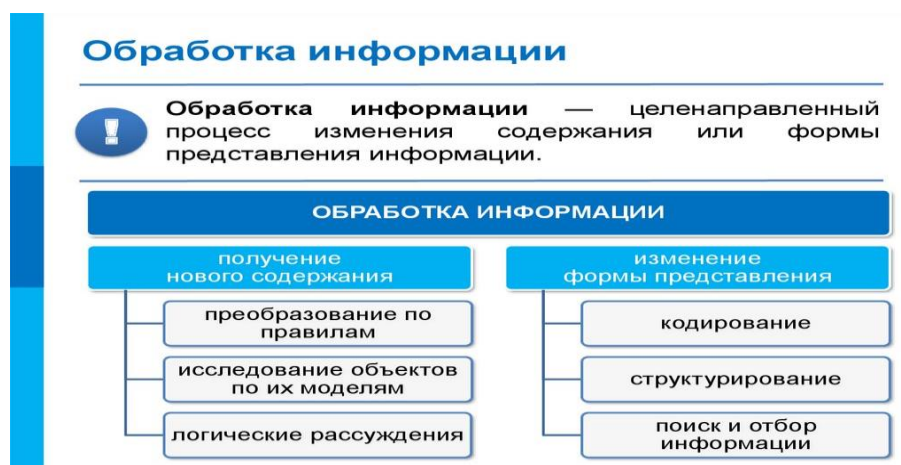 Обработка информации
!
Обработка информации — целенаправленный
процесс изменения содержания или формы
представления информации.
ОБРАБОТКА ИНФОРМАЦИИ
получение
нового содержания
преобразование по
правилам
исследование объектов
по их моделям
логические рассуждения
изменение
формы представления
кодирование
структурирование
поиск и отбор
информации